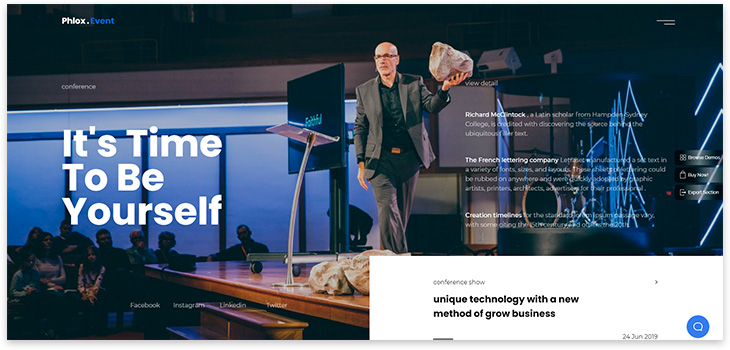 Phlox.Event
conference
It's Time
To Be
Yourself
Faithful
view detail
Richard McClintock , a Latin scholar from Hampden-Sydney
College, is credited with discovering the source behind the
ubiquitous filler text.
The French lettering company Letraset manufactured a set text in
a variety of fonts, sizes, and layouts. These sheets of lettering could
be rubbed on anywhere and were quickly adopted by graphic
artists, printers, architects, advertisers for their professional .
Creation timelines for the standard lorem ipsum passage vary,
with some citing the 15th century and others the 20th.
Browse Demos
Buy Now!
Export Section
Facebook
Instagram
Linkedin
Twitter
conference show
unique technology with a new
method of grow business
24 Jun 2019